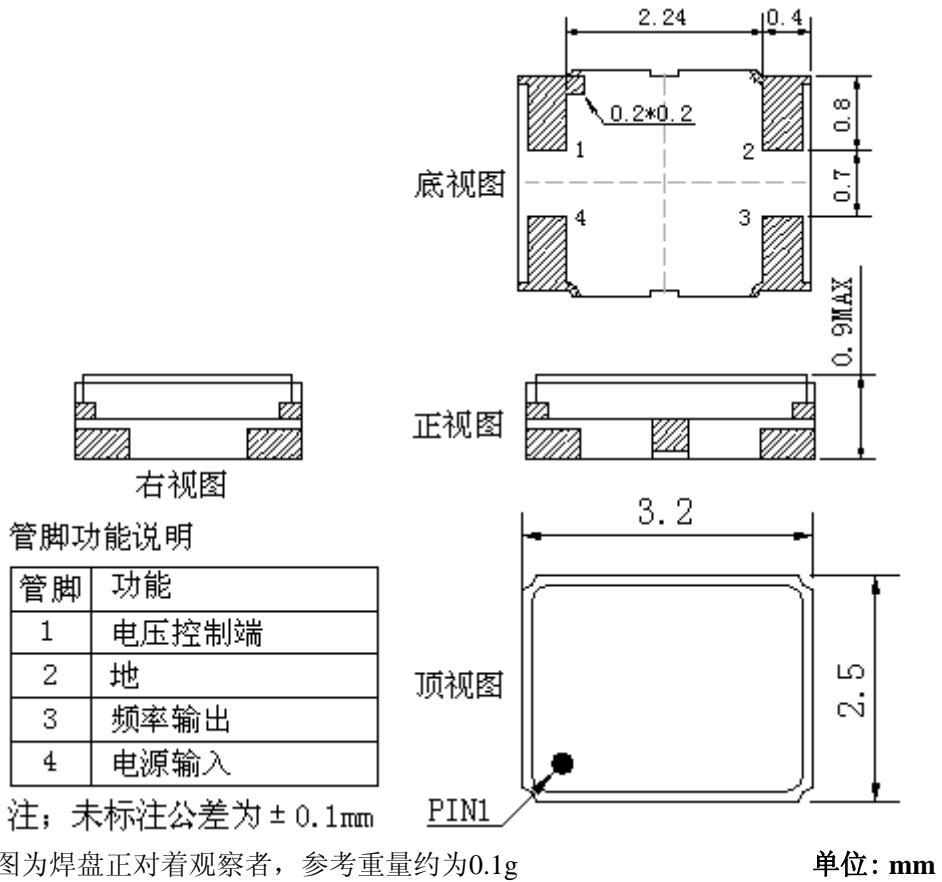 2.24
0.4
0.2*0.2
0.8
1
2
底视图
0.7
4
3
0.9MAX
正视图
右视图
3.2
管脚功能说明
管脚 功能
1 电压控制端
2 地
3 频率输出
4 电源输入
顶视图
2.5
PIN1
注；未标注公差为±0.1mm
图为焊盘正对着观察者，参考重量约为0.1g
单位: mm